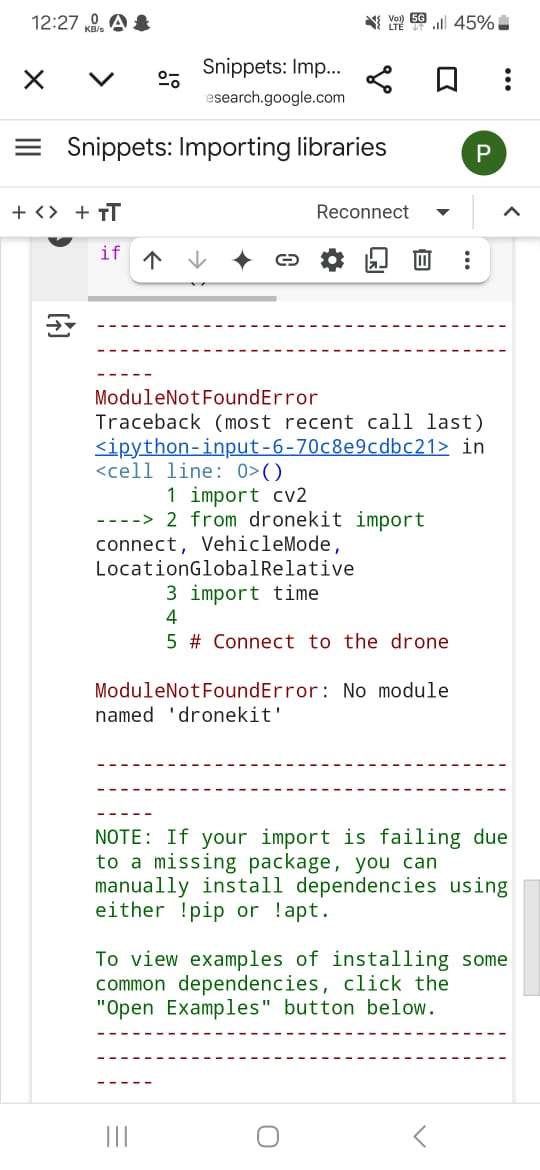 12:27 0 KB/s Vo)) LTE 5G 45%
Snippets: Imp...
esearch.google.com
Snippets: Importing libraries
P
+ <> + TT Reconnect
if
()
-----------------------------------
-----------------------------------
-----
ModuleNotFoundError
Traceback (most recent call last)
<ipython-input-6-70c8e9cdbc21> in
<cell line: 0>()
1 import cv2
----> 2 from dronekit import
connect, VehicleMode,
LocationGlobalRelative
3 import time
4
5 # Connect to the drone
ModuleNotFoundError: No module
named 'dronekit'
-----------------------------------
-----------------------------------
-----
NOTE: If your import is failing due
to a missing package, you can
manually install dependencies using
either !pip or !apt.
To view examples of installing some
common dependencies, click the
"Open Examples" button below.
-----------------------------------
-----------------------------------
-----